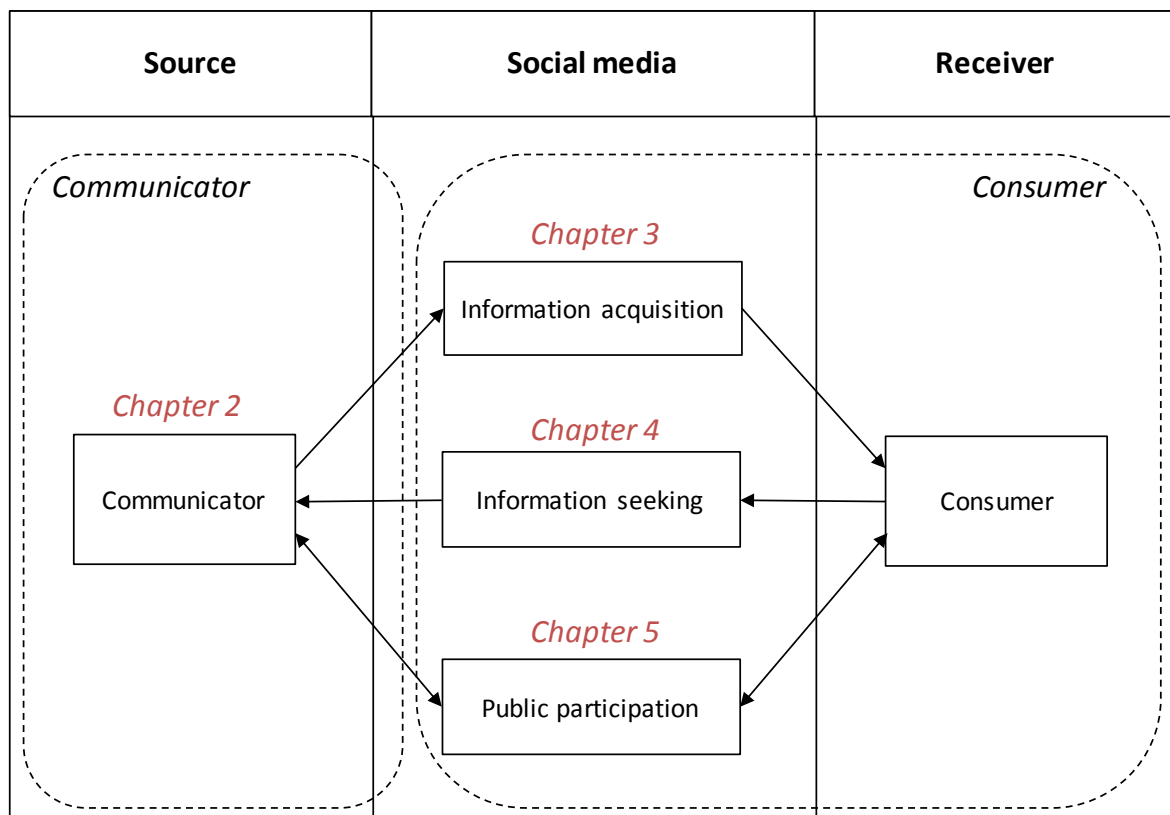 Source
Social media
Receiver
Communicator
Consumer
Chapter 3
Information acquisition
Chapter 2
Communicator
Chapter 4
Information seeking
Consumer
Chapter 5
Public participation